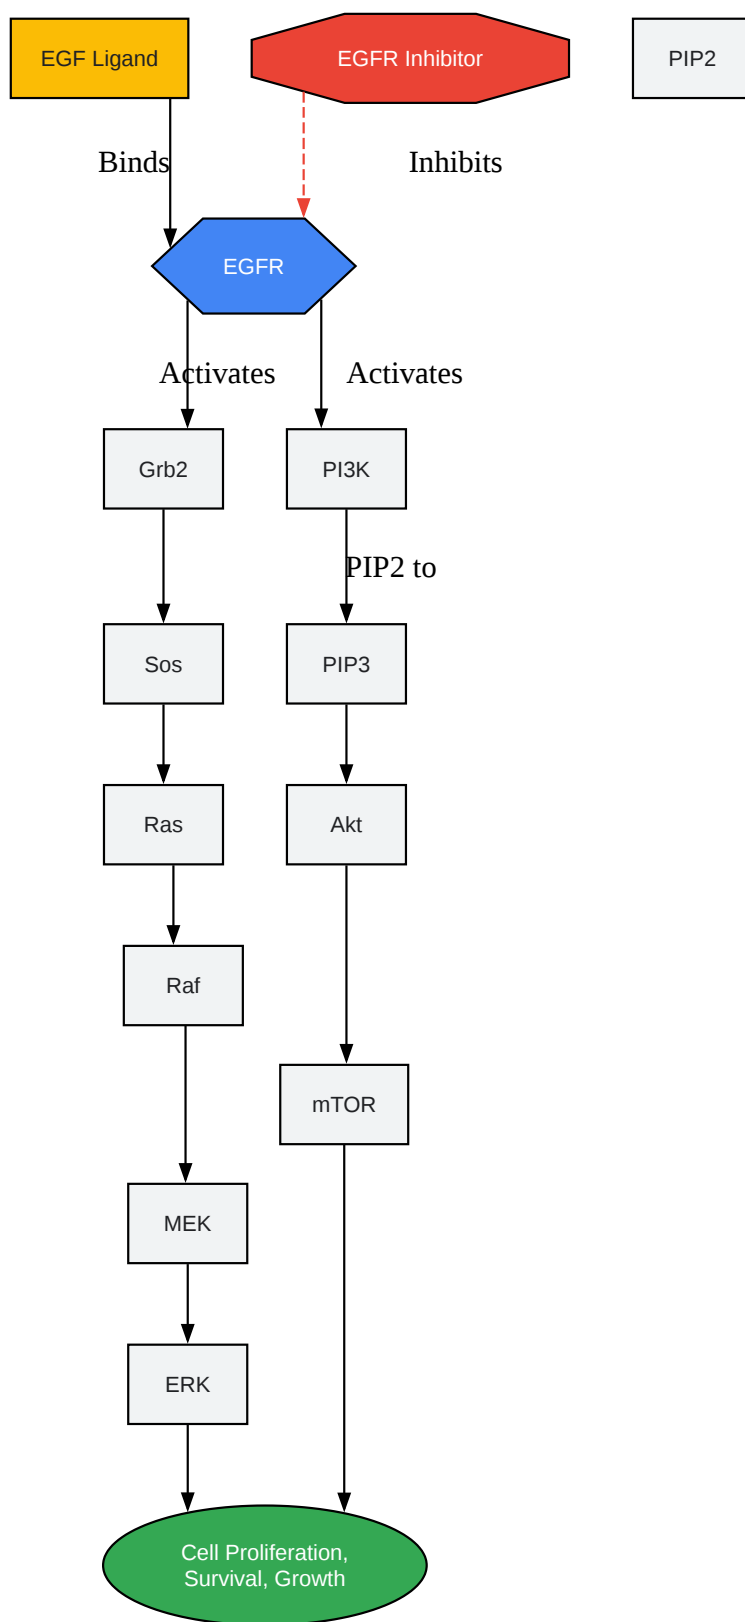 EGF Ligand
EGFR Inhibitor
PIP2
Binds
Inhibits
EGFR
Activates
Activates
Grb2
PI3K
PIP2 to
Sos
PIP3
Ras
Akt
Raf
mTOR
MEK
ERK
Cell Proliferation,
Survival, Growth